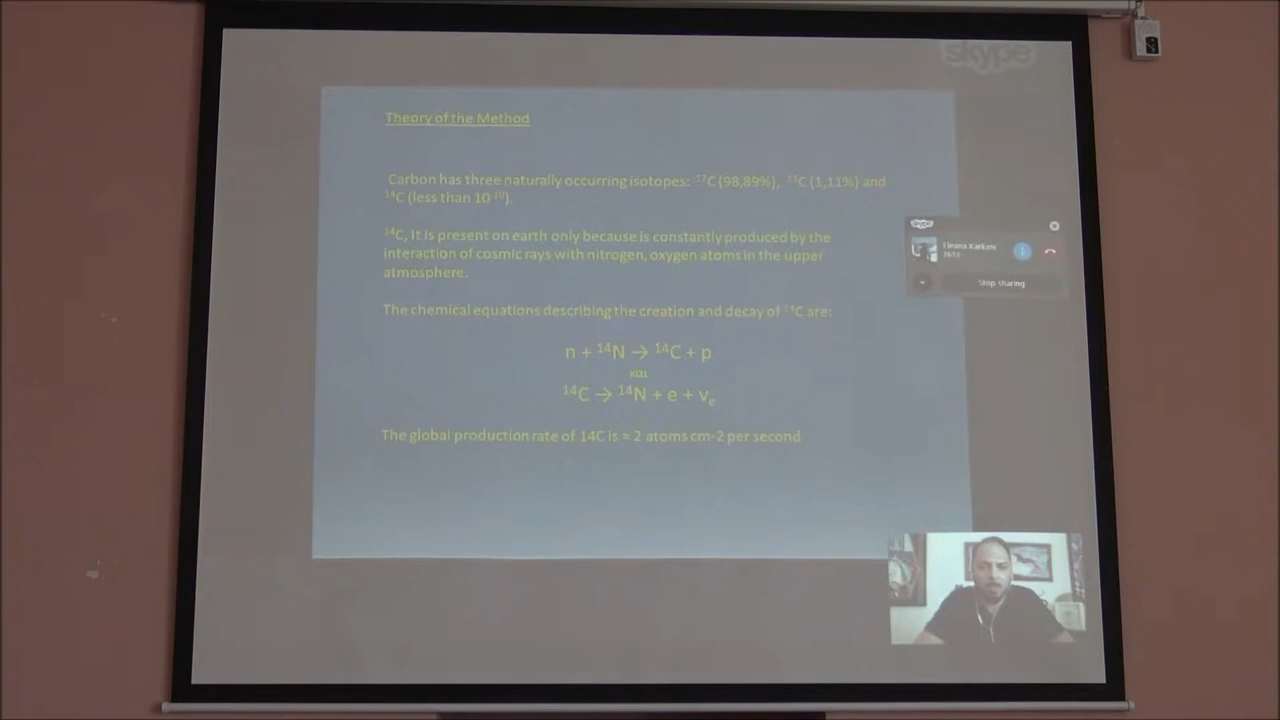 skype
Theory of the Method
Carbon has three naturally occurring isotopes: ¹²C (98,89%), ¹³C (1,11%) and
¹⁴C (less than 10⁻¹⁰).
¹⁴C, It is present on earth only because is constantly produced by the
interaction of cosmic rays with nitrogen, oxygen atoms in the upper
atmosphere.
The chemical equations describing the creation and decay of ¹⁴C are:
n + ¹⁴N → ¹⁴C + p
και
¹⁴C → ¹⁴N + e + νₑ
The global production rate of 14C is ≈ 2 atoms cm-2 per second
skype
Stop sharing